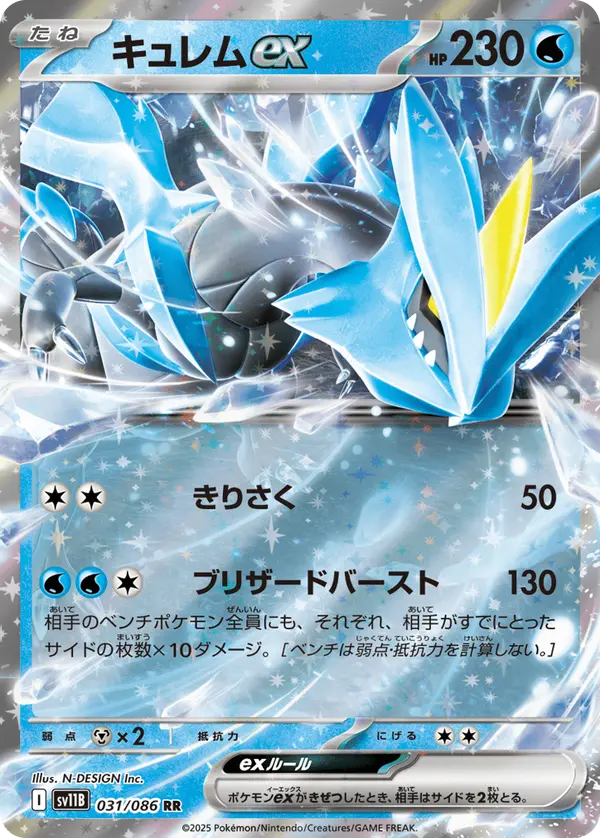 たね
キュレムex
HP 230
きりさく 50
ブリザードバースト 130
相手のベンチポケモン全員にも、それぞれ、相手がすでにとった
サイドの枚数×10ダメージ。[ベンチは弱点・抵抗力を計算しない。]
弱点 ×2 抵抗力 にげる
Illus. N-DESIGN Inc.
I sv11B 031/086 RR
exルール
ポケモンexがきぜつしたとき、相手はサイドを2枚とる。
©2025 Pokémon/Nintendo/Creatures/GAME FREAK.